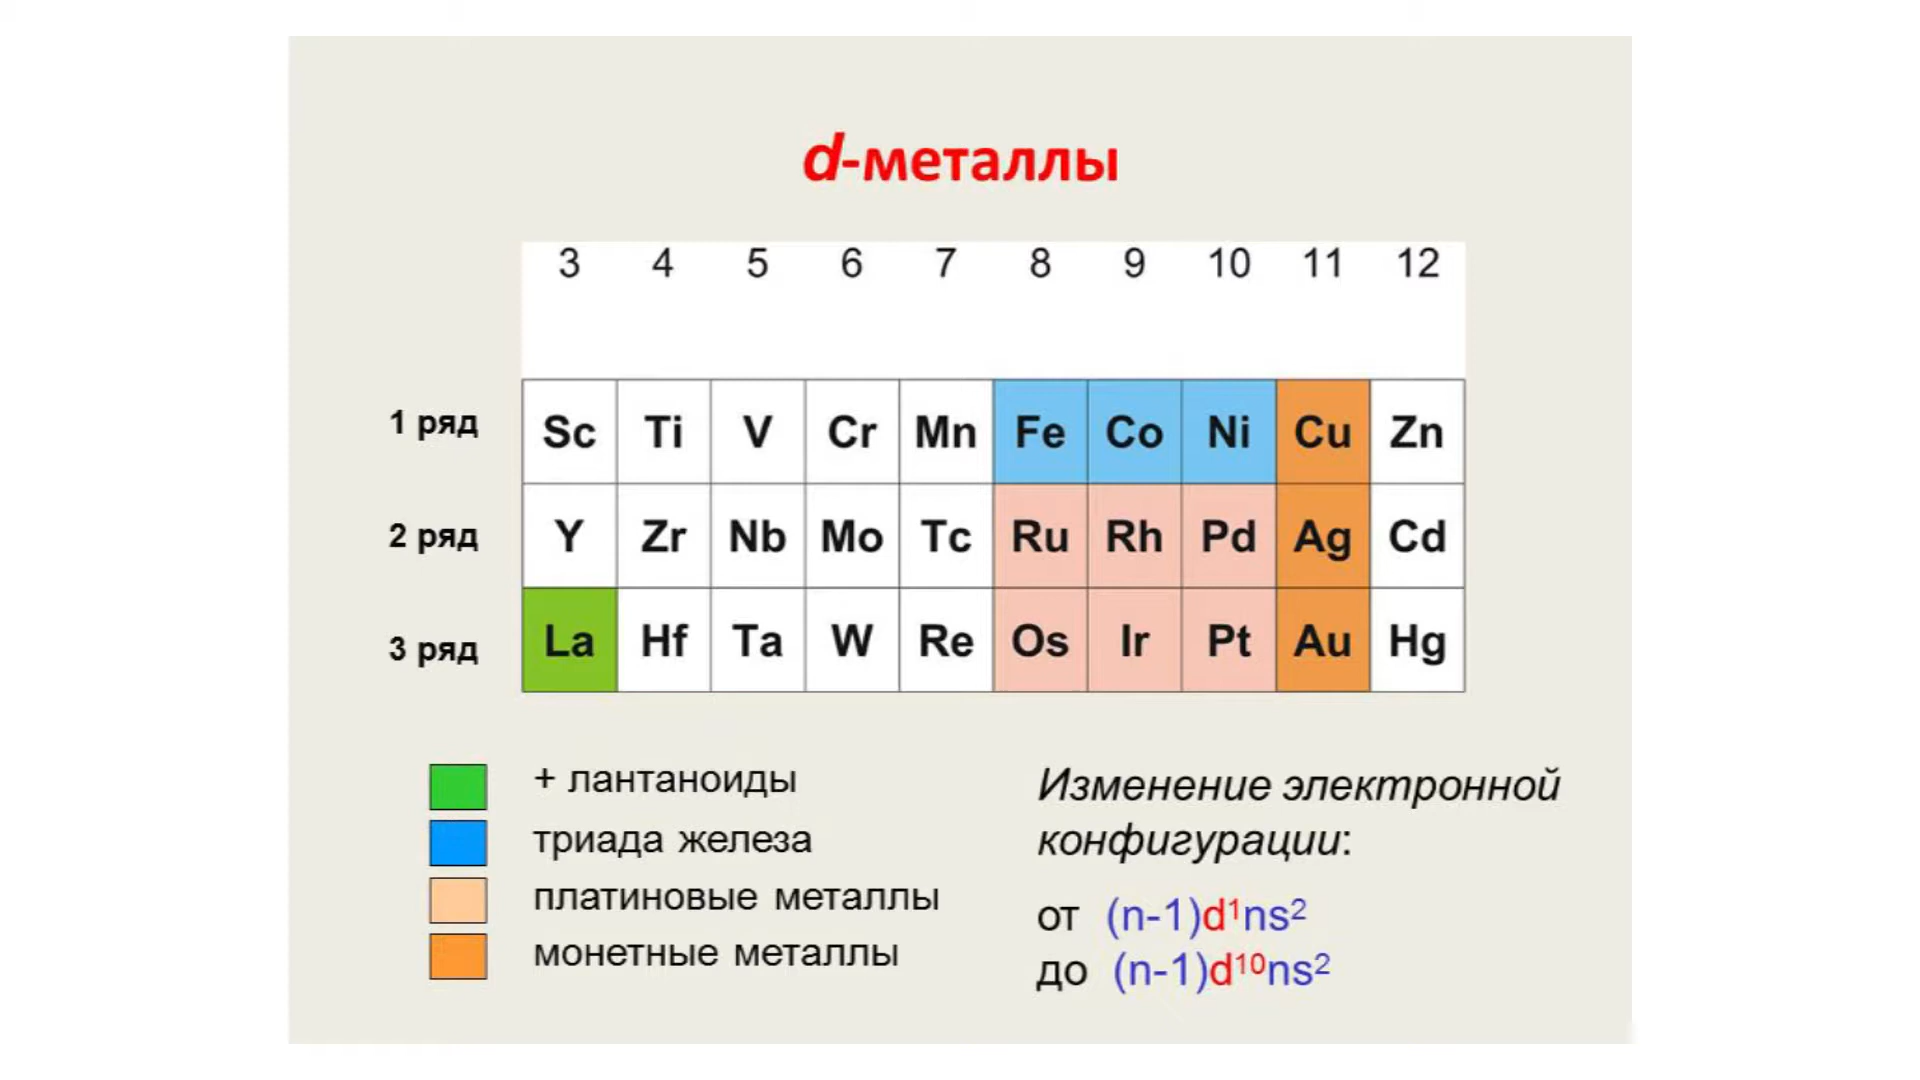 d-металлы
3 4 5 6 7 8 9 10 11 12
1 ряд Sc Ti V Cr Mn Fe Co Ni Cu Zn
2 ряд Y Zr Nb Mo Tc Ru Rh Pd Ag Cd
3 ряд La Hf Ta W Re Os Ir Pt Au Hg
+ лантаноиды
триада железа
платиновые металлы
монетные металлы
Изменение электронной
конфигурации:
от (n-1)d¹ns²
до (n-1)d¹⁰ns²